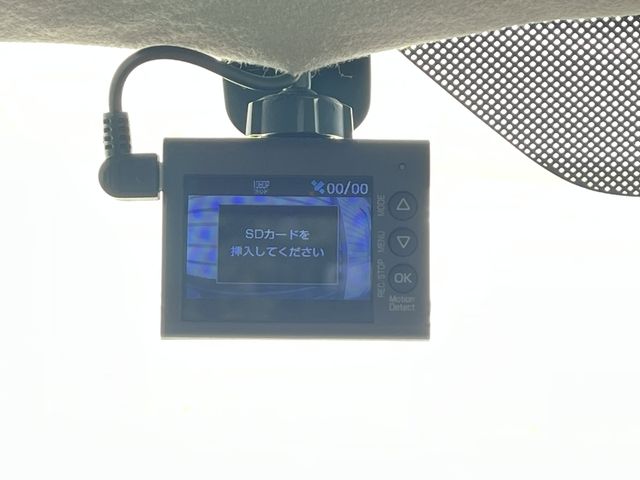 1080P
00/00
SDカードを
挿入してください
MODE
MENU
REC/STOP
OK
Motion
Detect